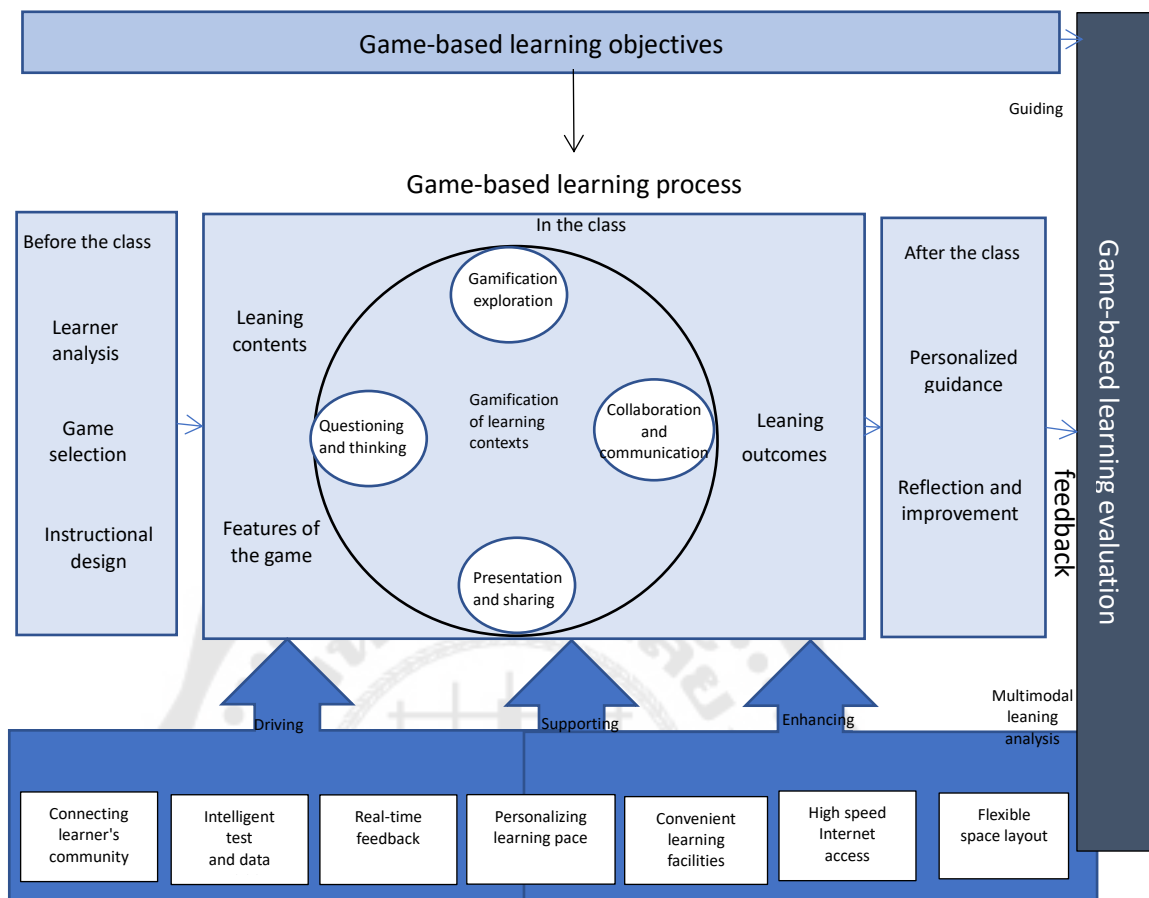 Game-based learning objectives
Guiding
Game-based learning process
Before the class
Learner
analysis
Game
selection
Instructional
design
In the class
Leaning
contents
Features of
the game
Gamification
exploration
Questioning
and thinking
Gamification
of learning
contexts
Collaboration
and
communication
Presentation
and sharing
Leaning
outcomes
After the class
Personalized
guidance
Reflection and
improvement
feedback
Game-based learning evaluation
Driving
Supporting
Enhancing
Multimodal
leaning
analysis
Connecting
learner's
community
Intelligent
test
and data
Real-time
feedback
Personalizing
learning pace
Convenient
learning
facilities
High speed
Internet
access
Flexible
space layout